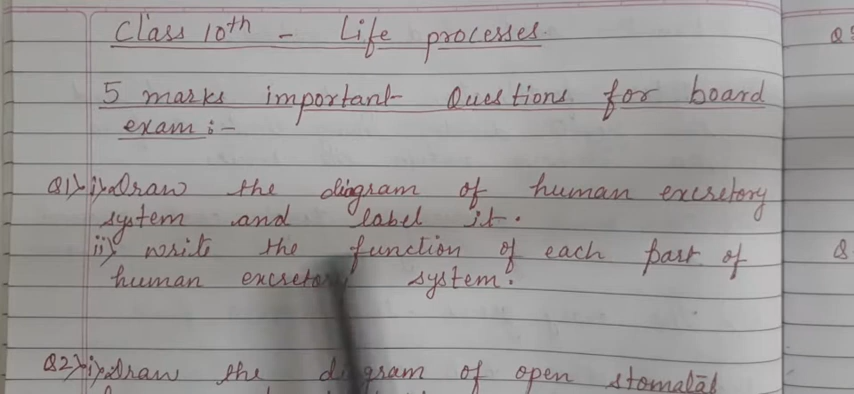 Class 10th - Life processes.
5 marks important Questions for board
exam :-
Q1) i) Draw the diagram of human excretory
system and label it.
ii) write the function of each part of
human excretory system.
Q2) i) Draw the diagram of open stomatal
Q
Q